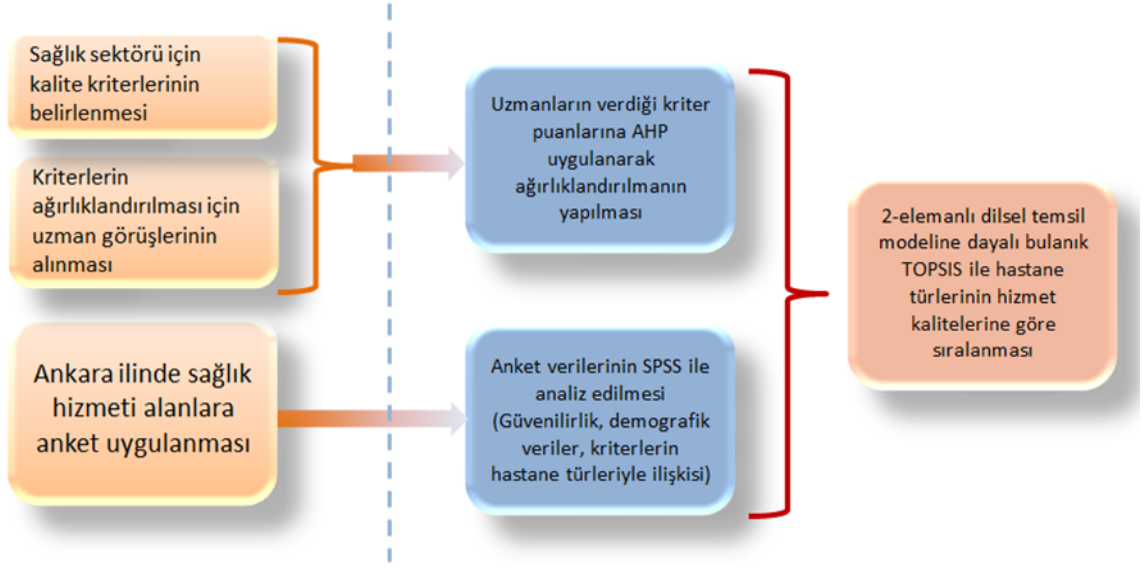 Sağlık sektörü için
kalite kriterlerinin
belirlenmesi
Kriterlerin
ağırlıklandırılması için
uzman görüşlerinin
alınması
Ankara ilinde sağlık
hizmeti alanlara
anket uygulanması
Uzmanların verdiği kriter
puanlarına AHP
uygulanarak
ağırlıklandırılmanın
yapılması
Anket verilerinin SPSS ile
analiz edilmesi
(Güvenilirlik, demografik
veriler, kriterlerin
hastane türleriyle ilişkisi)
2-elemanlı dilsel temsil
modeline dayalı bulanık
TOPSIS ile hastane
türlerinin hizmet
kalitelerine göre
sıralanması